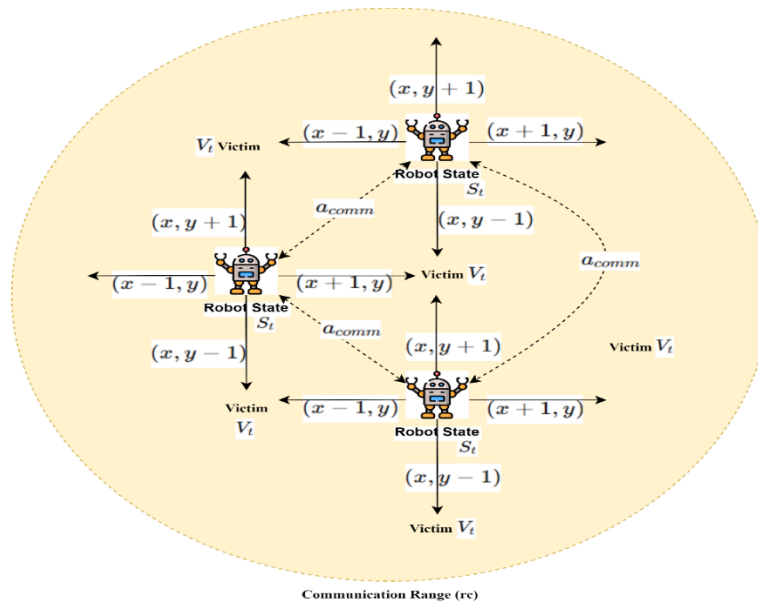 (x, y + 1)
(x − 1, y)
(x + 1, y)
V_t Victim
Robot State
S_t
a_comm
(x, y − 1)
(x, y + 1)
a_comm
Victim V_t
(x − 1, y)
(x + 1, y)
Robot State
S_t
a_comm
(x, y + 1)
Victim V_t
(x, y − 1)
Victim
V_t
(x − 1, y)
(x + 1, y)
Robot State
S_t
(x, y − 1)
Victim V_t
Communication Range (rc)